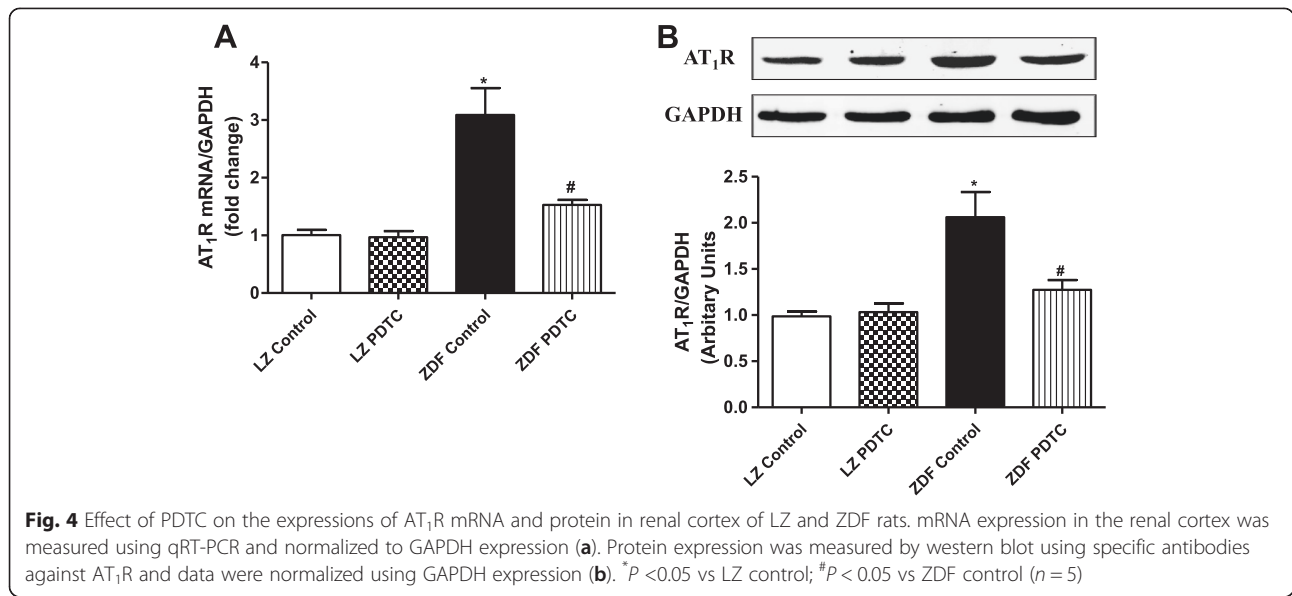 A
AT₁R mRNA/GAPDH
(fold change)
4
3
2
1
0
*
#
LZ Control
LZ PDTC
ZDF Control
ZDF PDTC
B
AT₁R
GAPDH
AT₁R/GAPDH
(Arbitary Units)
2.5
2.0
1.5
1.0
0.5
0.0
*
#
LZ Control
LZ PDTC
ZDF Control
ZDF PDTC
Fig. 4 Effect of PDTC on the expressions of AT₁R mRNA and protein in renal cortex of LZ and ZDF rats. mRNA expression in the renal cortex was
measured using qRT-PCR and normalized to GAPDH expression (a). Protein expression was measured by western blot using specific antibodies
against AT₁R and data were normalized using GAPDH expression (b). *P <0.05 vs LZ control; #P < 0.05 vs ZDF control (n = 5)